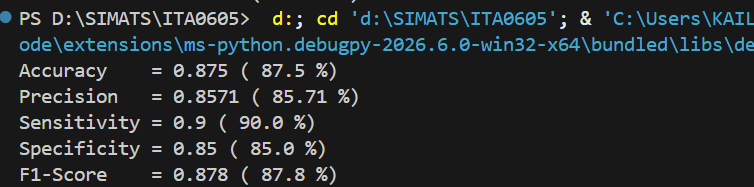 PS D:\SIMATS\ITA0605>  d:; cd 'd:\SIMATS\ITA0605'; & 'C:\Users\KAIL
ode\extensions\ms-python.debugpy-2026.6.0-win32-x64\bundled\libs\de
Accuracy    = 0.875 ( 87.5 %)
Precision   = 0.8571 ( 85.71 %)
Sensitivity = 0.9 ( 90.0 %)
Specificity = 0.85 ( 85.0 %)
F1-Score    = 0.878 ( 87.8 %)